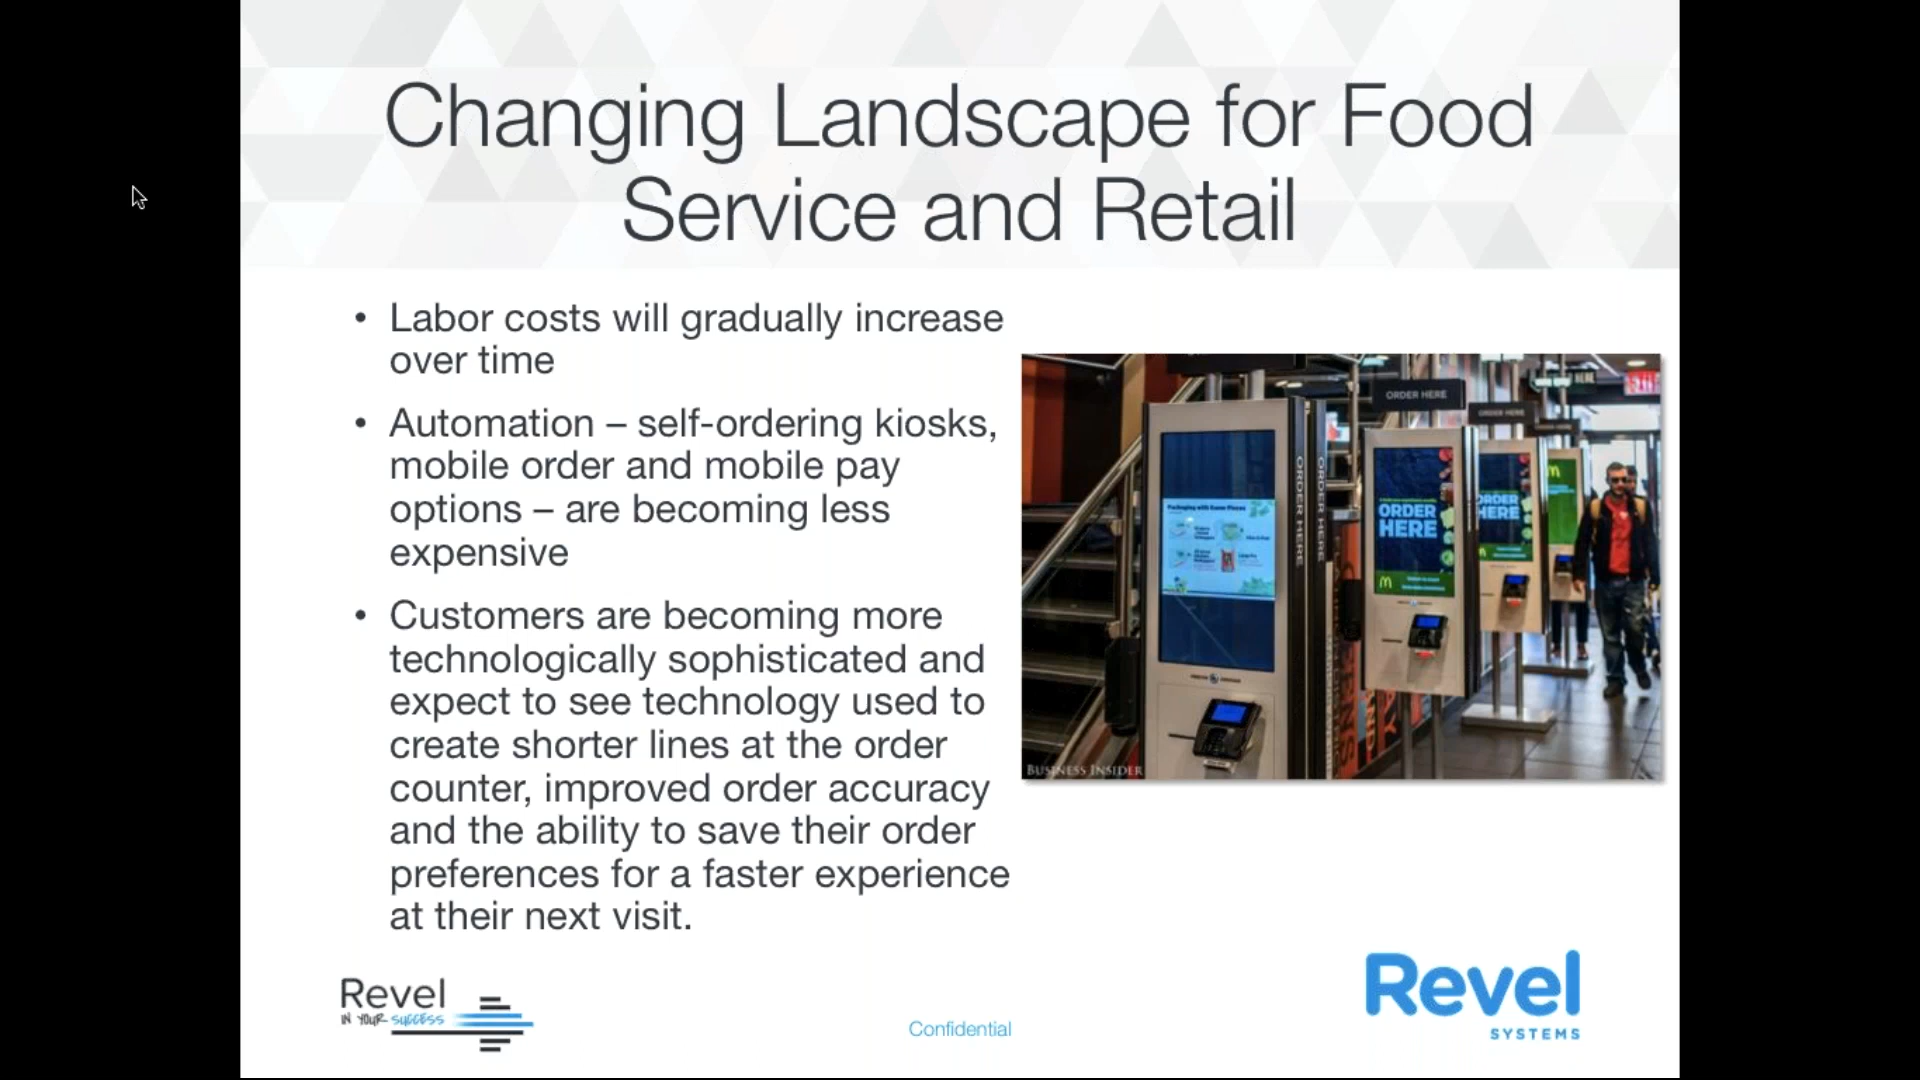 Changing Landscape for Food
Service and Retail
• Labor costs will gradually increase
over time
• Automation – self-ordering kiosks,
mobile order and mobile pay
options – are becoming less
expensive
• Customers are becoming more
technologically sophisticated and
expect to see technology used to
create shorter lines at the order
counter, improved order accuracy
and the ability to save their order
preferences for a faster experience
at their next visit.
ORDER HERE
ORDER HERE
HERE
ORDER HERE
ORDER HERE
ORDER
HERE
ORDER
HERE
BUSINESS INSIDER
Revel
IN YOUR SUCCESS
Confidential
Revel
SYSTEMS